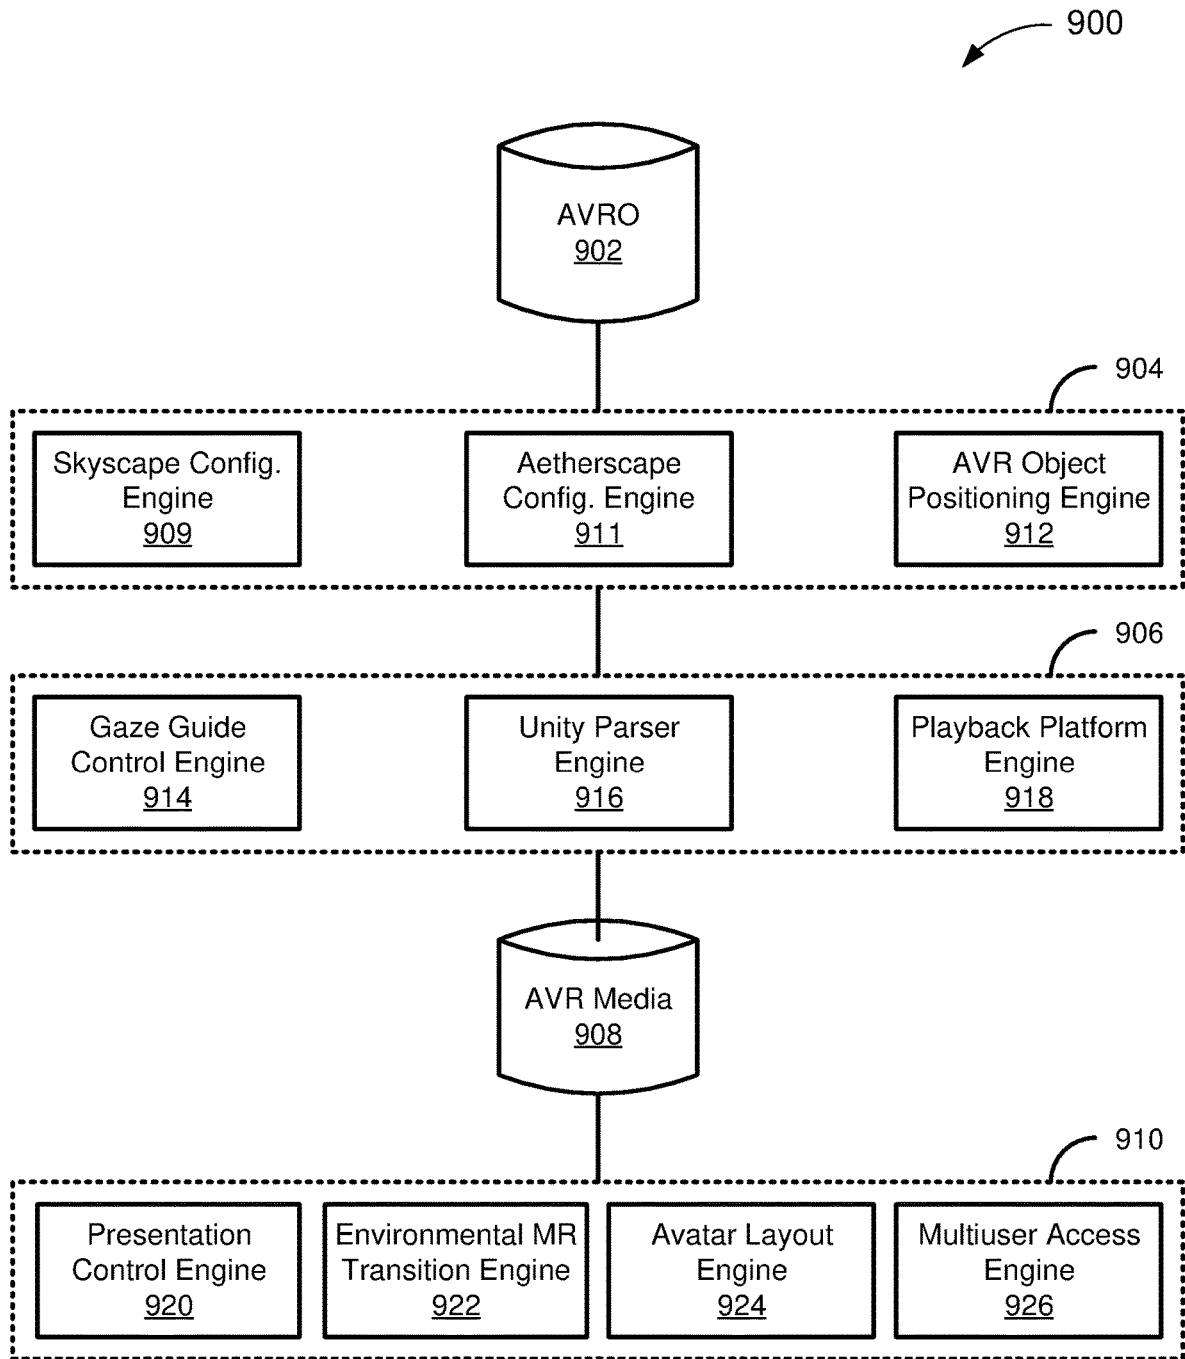 900
AVRO
902
904
Skyscape Config.
Engine
909
Aetherscape
Config. Engine
911
AVR Object
Positioning Engine
912
906
Gaze Guide
Control Engine
914
Unity Parser
Engine
916
Playback Platform
Engine
918
AVR Media
908
910
Presentation
Control Engine
920
Environmental MR
Transition Engine
922
Avatar Layout
Engine
924
Multiuser Access
Engine
926